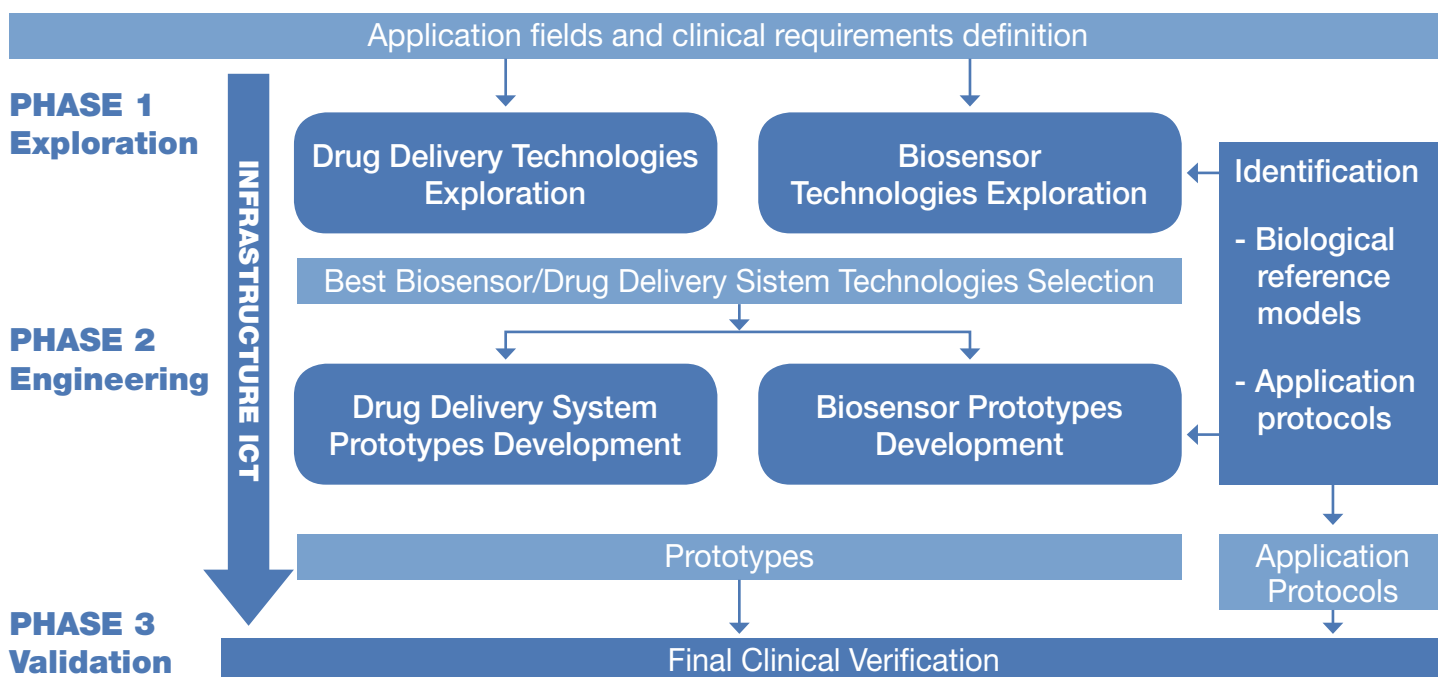 Application fields and clinical requirements definition
PHASE 1
Exploration
INFRASTRUCTURE ICT
Drug Delivery Technologies
Exploration
Biosensor
Technologies Exploration
Identification
- Biological
reference
models
- Application
protocols
Best Biosensor/Drug Delivery Sistem Technologies Selection
PHASE 2
Engineering
Drug Delivery System
Prototypes Development
Biosensor Prototypes
Development
Prototypes
Application
Protocols
PHASE 3
Validation
Final Clinical Verification